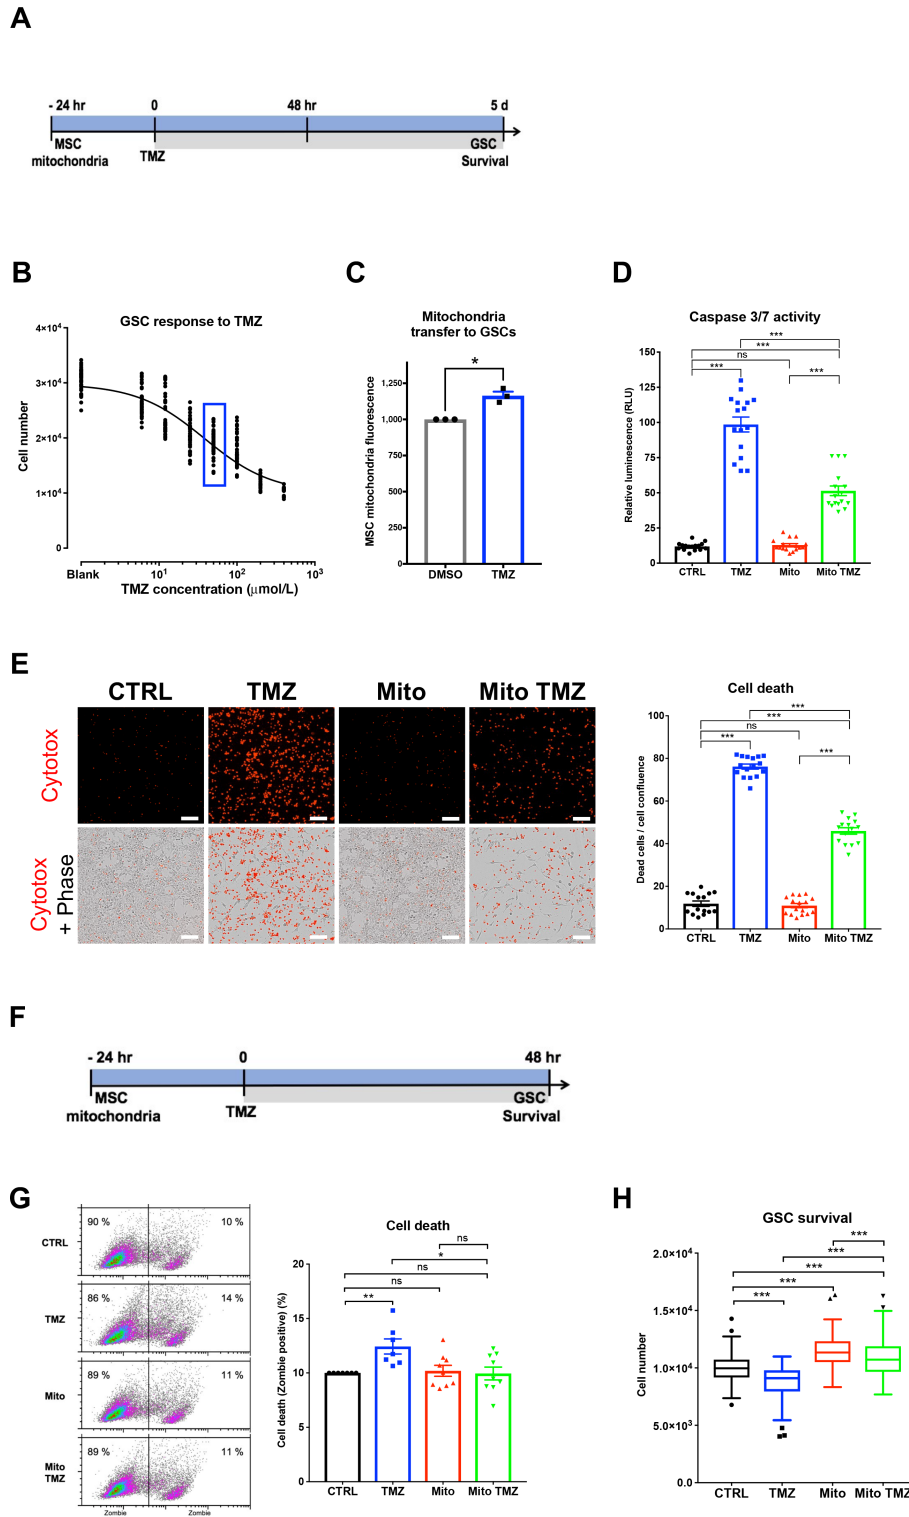 A
- 24 hr 0 48 hr 5 d
MSC
mitochondria
TMZ
GSC
Survival
B
GSC response to TMZ
Cell number
4×10⁴
3×10⁴
2×10⁴
1×10⁴
0
Blank 10¹ 10² 10³
TMZ concentration (μmol/L)
C
Mitochondria
transfer to GSCs
MSC mitochondria fluorescence
*
1,250
1,000
750
500
250
0
DMSO TMZ
D
Caspase 3/7 activity
Relative luminescence (RLU)
***
***
ns
*** ***
150
125
100
75
50
25
0
CTRL TMZ Mito Mito TMZ
E
CTRL TMZ Mito Mito TMZ
Cytotox
Cytotox
+ Phase
Cell death
Dead cells / cell confluence
***
***
ns
***
***
100
80
60
40
20
0
CTRL TMZ Mito Mito TMZ
F
- 24 hr 0 48 hr
MSC
mitochondria
TMZ
GSC
Survival
G
CTRL
90 % 10 %
TMZ
86 % 14 %
Mito
89 % 11 %
Mito
TMZ
89 % 11 %
Zombie Zombie
Cell death
Cell death (Zombie positive) (%)
ns
*
ns
ns
**
20
15
10
5
0
CTRL TMZ Mito Mito TMZ
H
GSC survival
Cell number
***
***
***
***
***
2.0×10⁴
1.5×10⁴
1.0×10⁴
5.0×10³
0.0
CTRL TMZ Mito Mito TMZ